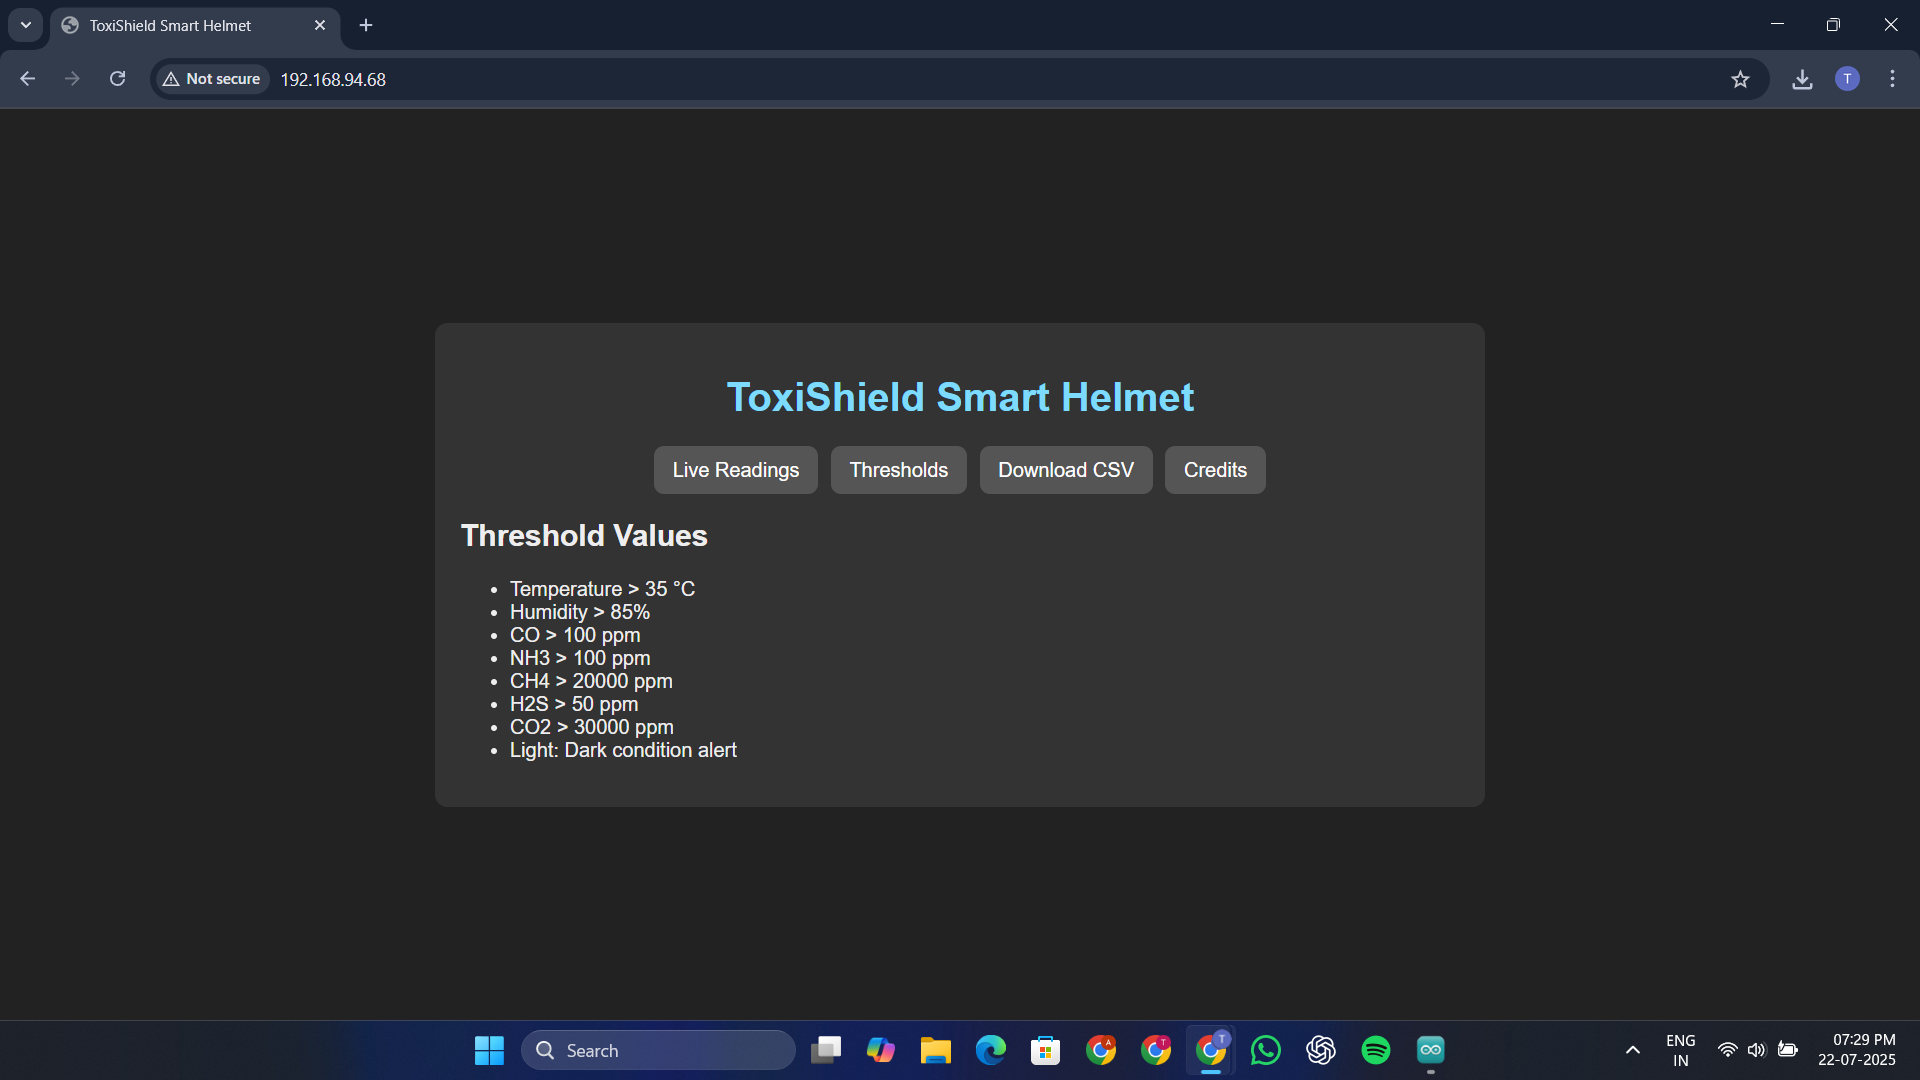 ToxiShield Smart Helmet
Not secure
192.168.94.68
T
ToxiShield Smart Helmet
Live Readings
Thresholds
Download CSV
Credits
Threshold Values
• Temperature > 35 °C
• Humidity > 85%
• CO > 100 ppm
• NH3 > 100 ppm
• CH4 > 20000 ppm
• H2S > 50 ppm
• CO2 > 30000 ppm
• Light: Dark condition alert
Search
A
T
T
ENG
IN
07:29 PM
22-07-2025